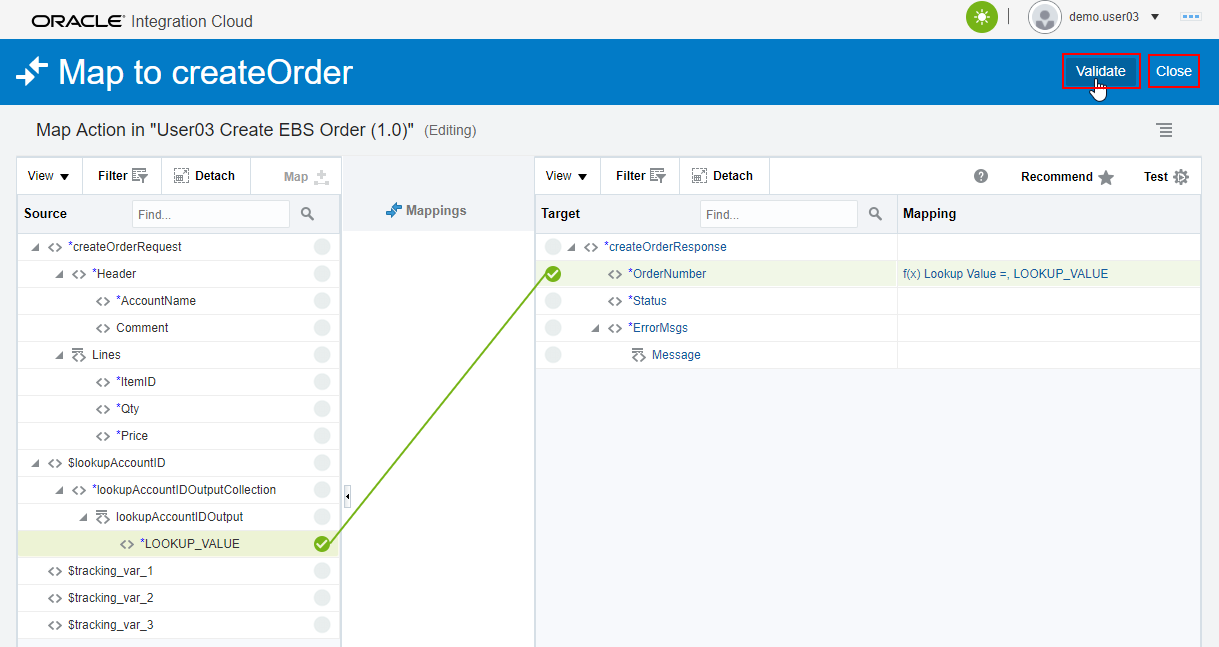 ORACLE® Integration Cloud
demo.user03
Map to createOrder
Validate
Close
Map Action in "User03 Create EBS Order (1.0)" (Editing)
View Filter Detach Map
View Filter Detach Recommend Test
Source Find...
Mappings
Target Find... Mapping
*createOrderRequest
*Header
*AccountName
Comment
Lines
*ItemID
*Qty
*Price
$lookupAccountID
*lookupAccountIDOutputCollection
lookupAccountIDOutput
*LOOKUP_VALUE
$tracking_var_1
$tracking_var_2
$tracking_var_3
*createOrderResponse
*OrderNumber f(x) Lookup Value =, LOOKUP_VALUE
*Status
*ErrorMsgs
Message